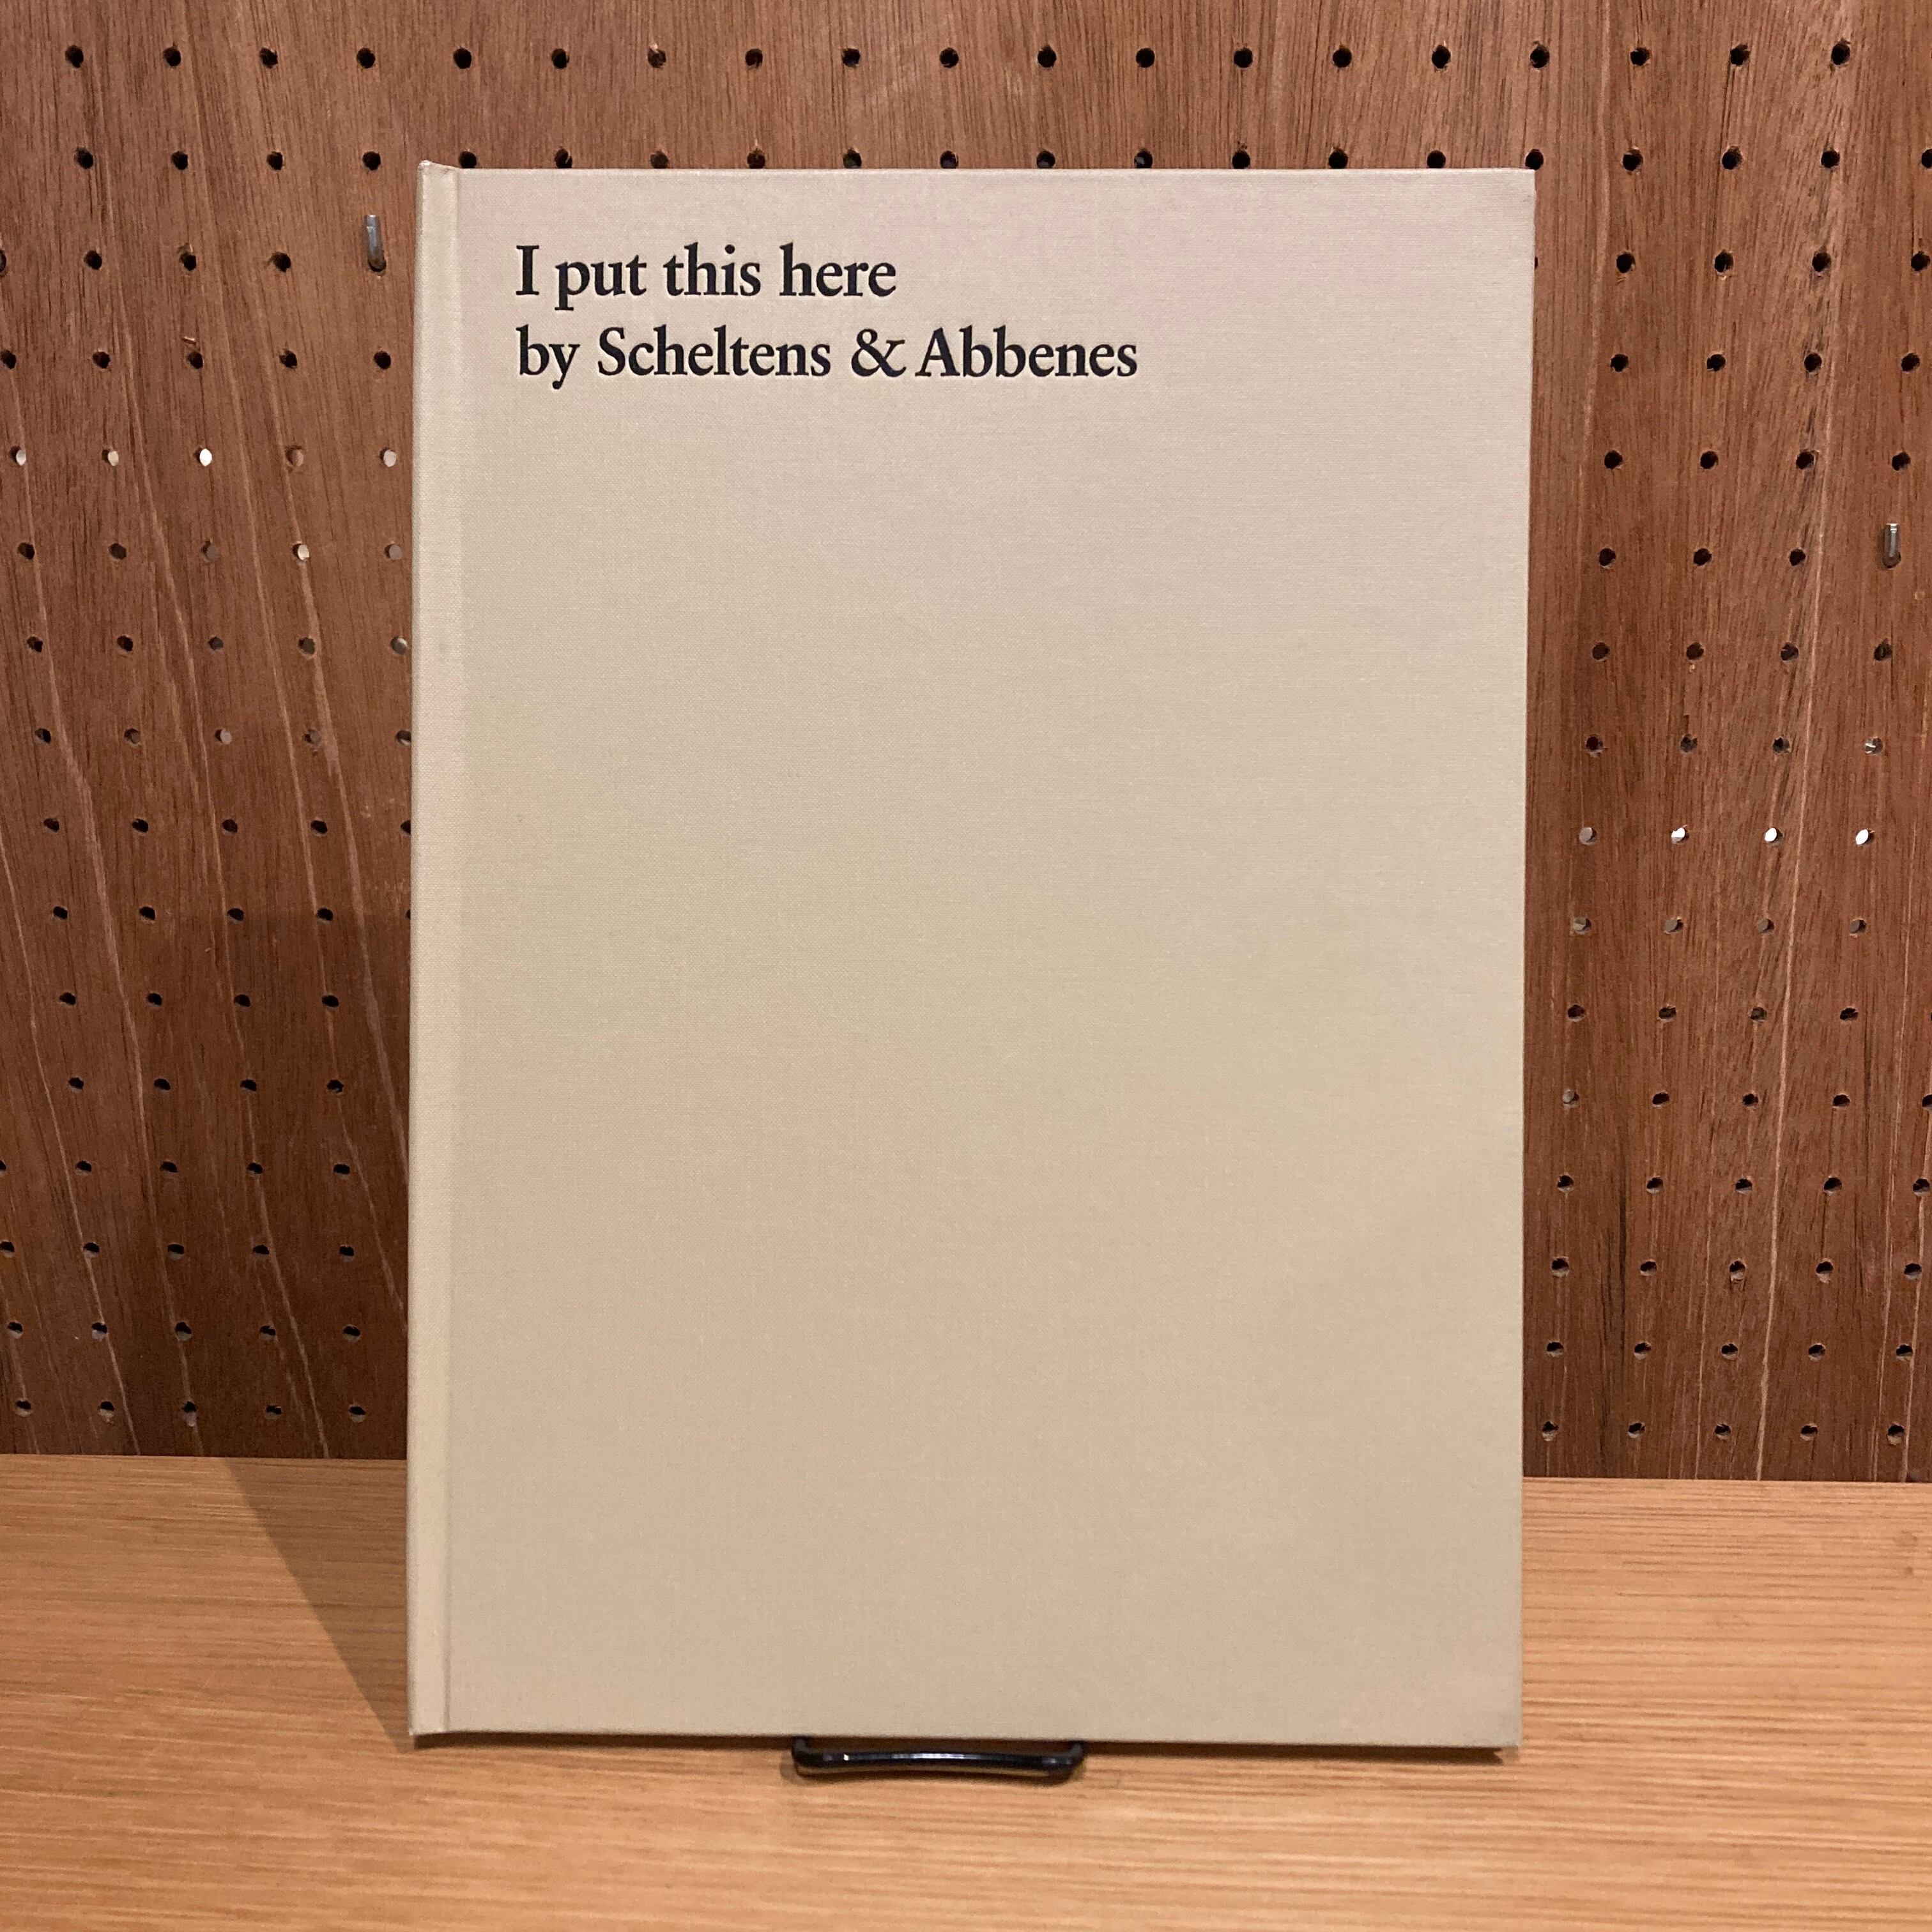 I put this here
by Scheltens & Abbenes